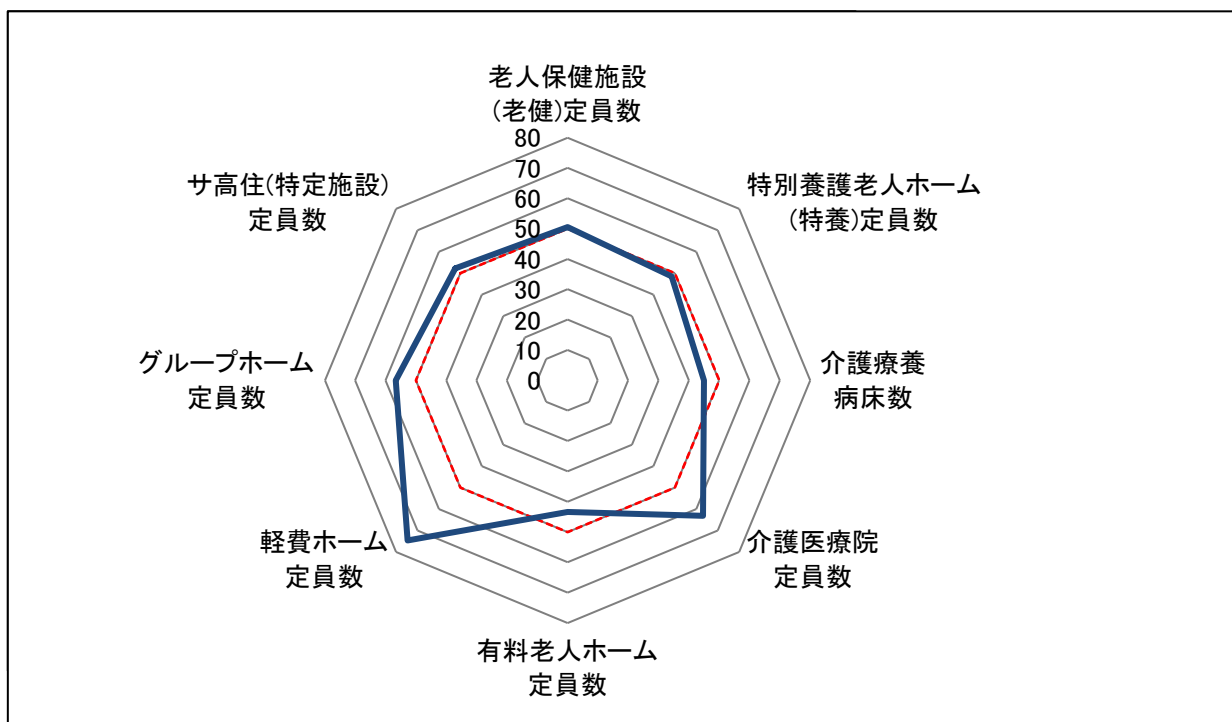 老人保健施設
(老健)定員数
特別養護老人ホーム
(特養)定員数
介護療養
病床数
介護医療院
定員数
有料老人ホーム
定員数
軽費ホーム
定員数
グループホーム
定員数
サ高住(特定施設)
定員数
80
70
60
50
40
30
20
10
0